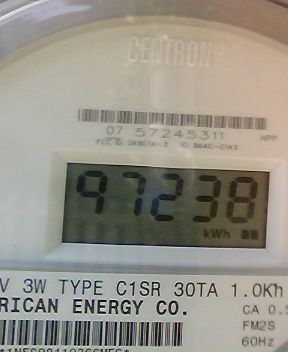 CENTRON®
07 57245311
97238
kWh
V 3W TYPE C1SR 30TA 1.0Kh
RICAN ENERGY CO.
CA 0.5
FM2S
60Hz